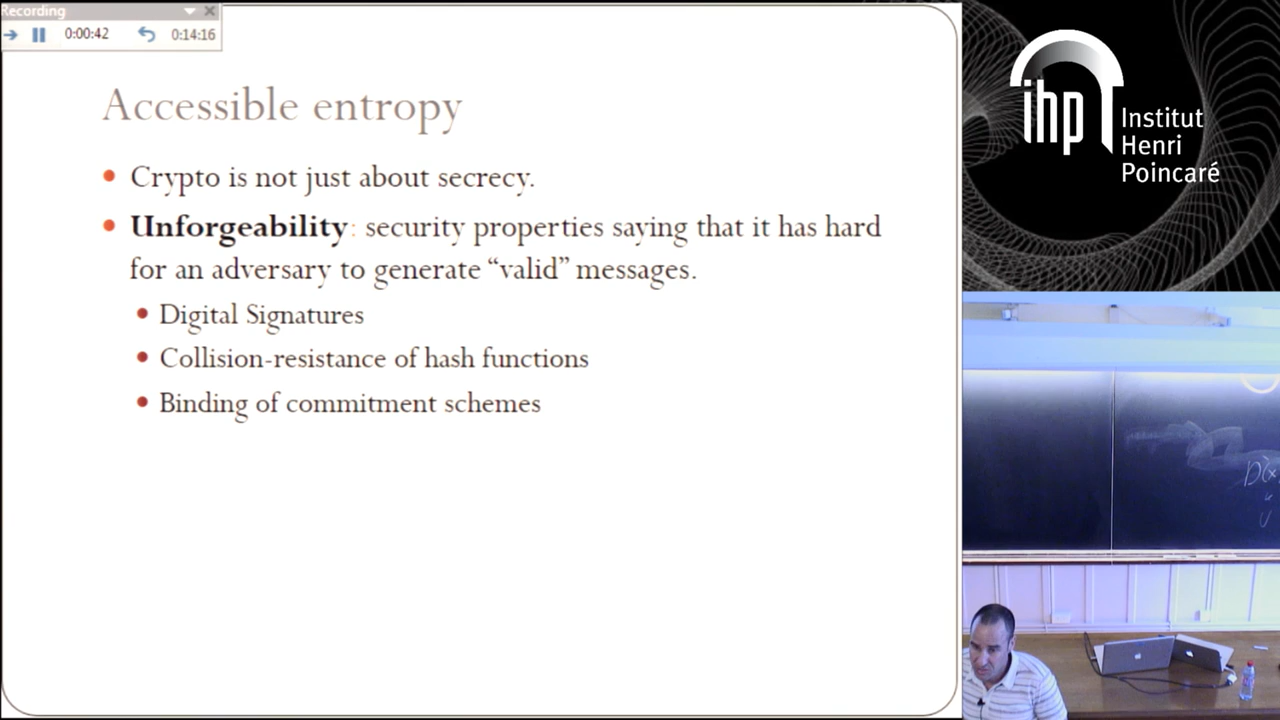 Recording
0:00:42
0:14:16
Accessible entropy
Crypto is not just about secrecy.
Unforgeability: security properties saying that it has hard
for an adversary to generate “valid” messages.
Digital Signatures
Collision-resistance of hash functions
Binding of commitment schemes
ihp
Institut
Henri
Poincaré